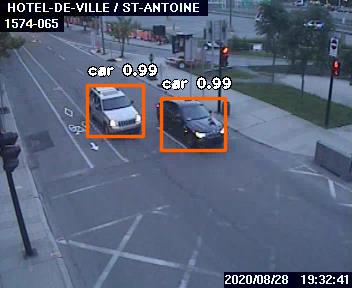 HOTEL-DE-VILLE / ST-ANTOINE
1574-065
car 0.99
car 0.99
2020/08/28 19:32:41